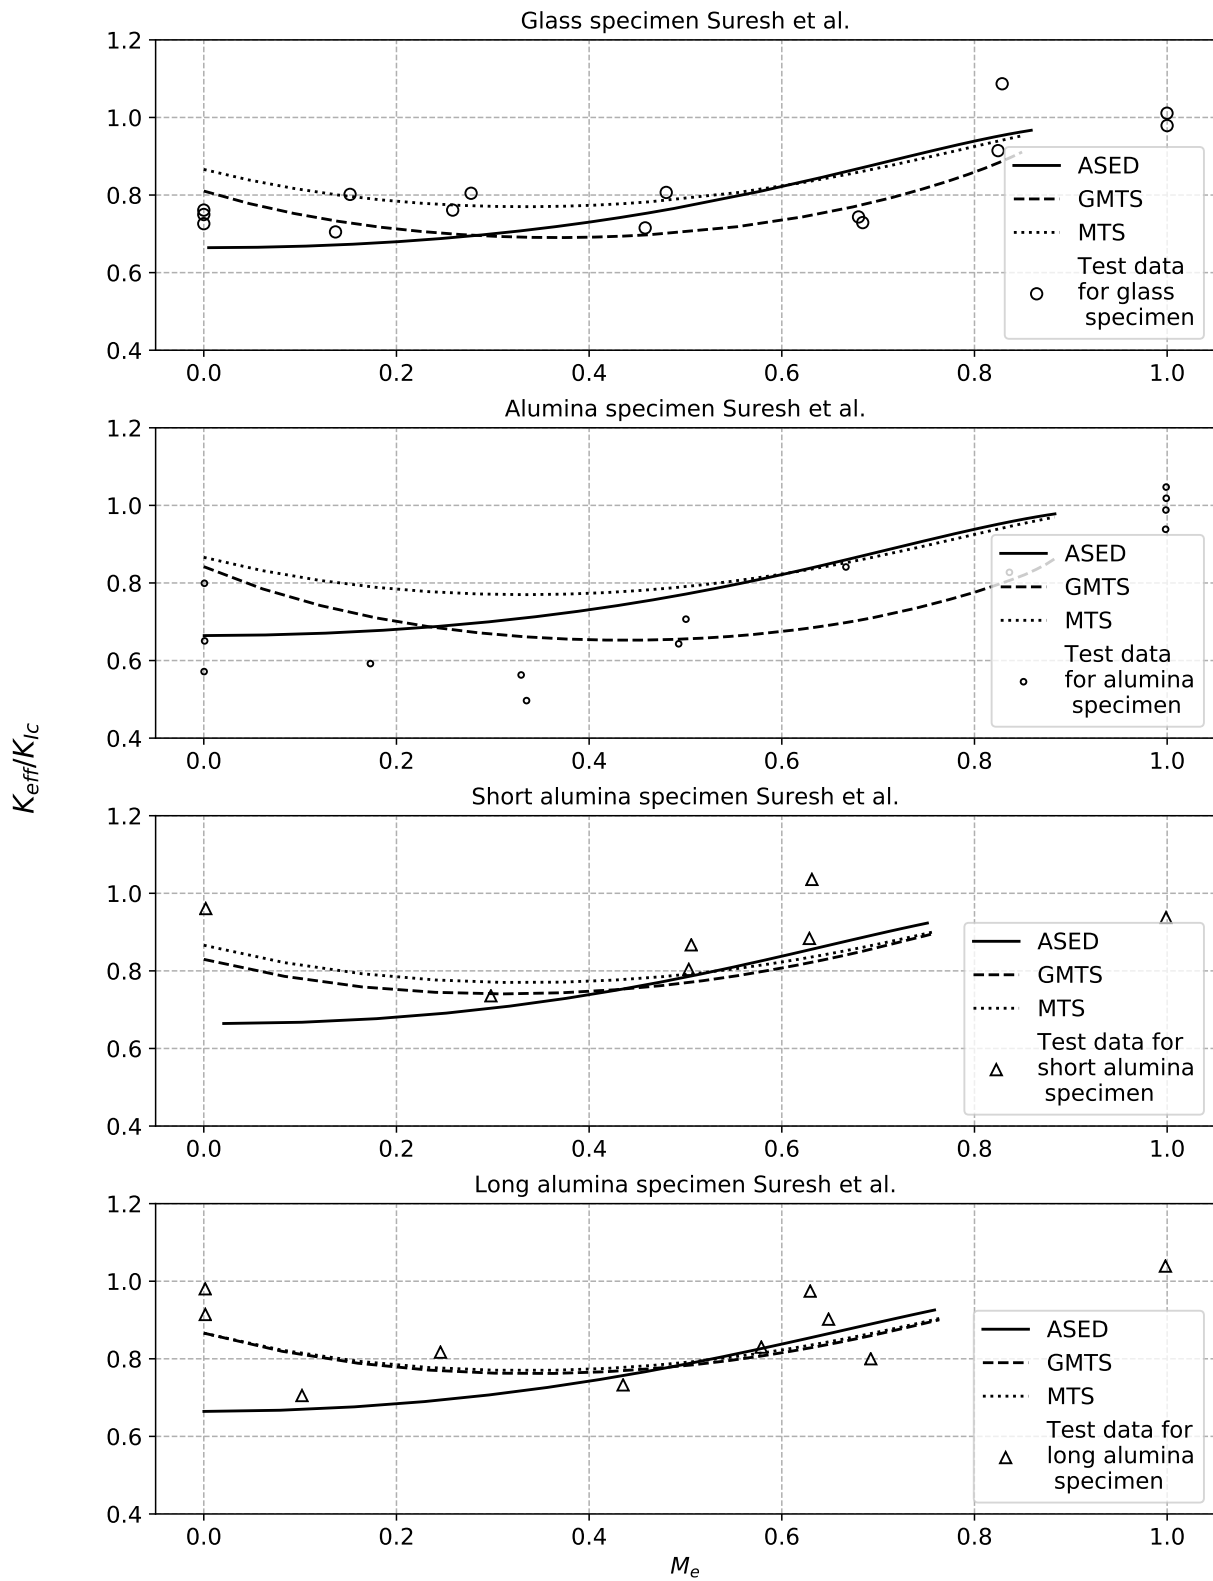 Glass specimen Suresh et al.
1.2
1.0
0.8
0.6
0.4
0.0 0.2 0.4 0.6 0.8 1.0
ASED
GMTS
MTS
Test data
for glass
specimen
Alumina specimen Suresh et al.
1.2
1.0
0.8
0.6
0.4
0.0 0.2 0.4 0.6 0.8 1.0
ASED
GMTS
MTS
Test data
for alumina
specimen
K_eff/K_Ic
Short alumina specimen Suresh et al.
1.2
1.0
0.8
0.6
0.4
0.0 0.2 0.4 0.6 0.8 1.0
ASED
GMTS
MTS
Test data for
short alumina
specimen
Long alumina specimen Suresh et al.
1.2
1.0
0.8
0.6
0.4
0.0 0.2 0.4 0.6 0.8 1.0
ASED
GMTS
MTS
Test data for
long alumina
specimen
M_e